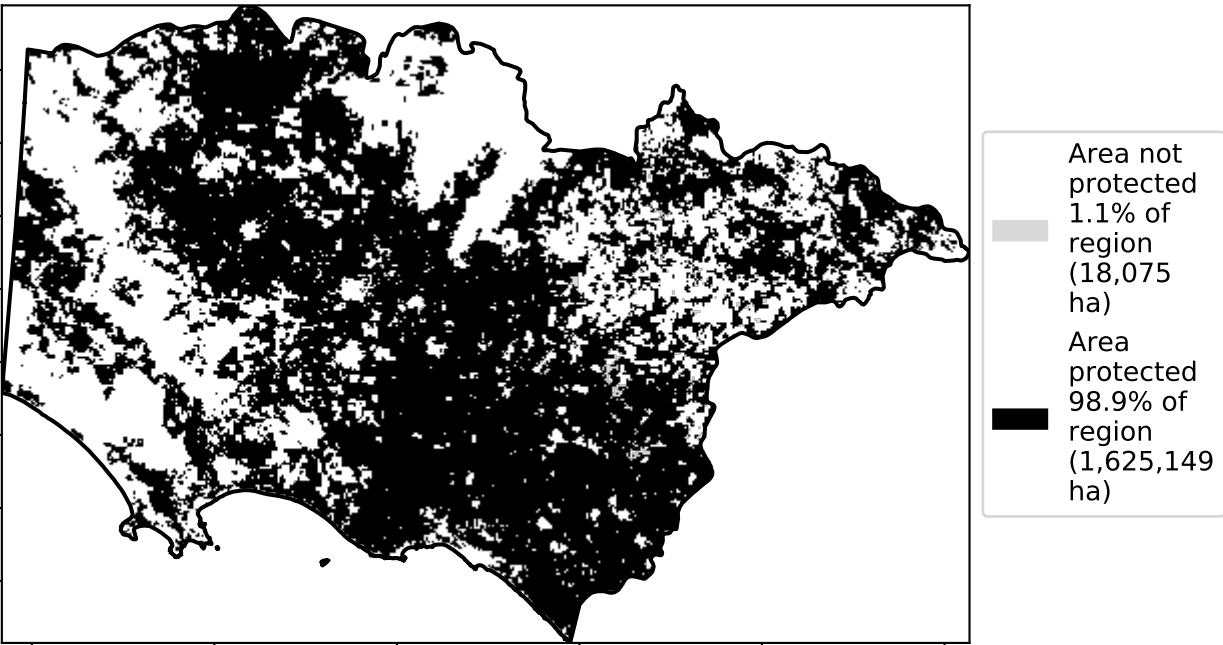 Area not
protected
1.1% of
region
(18,075
ha)
Area
protected
98.9% of
region
(1,625,149
ha)